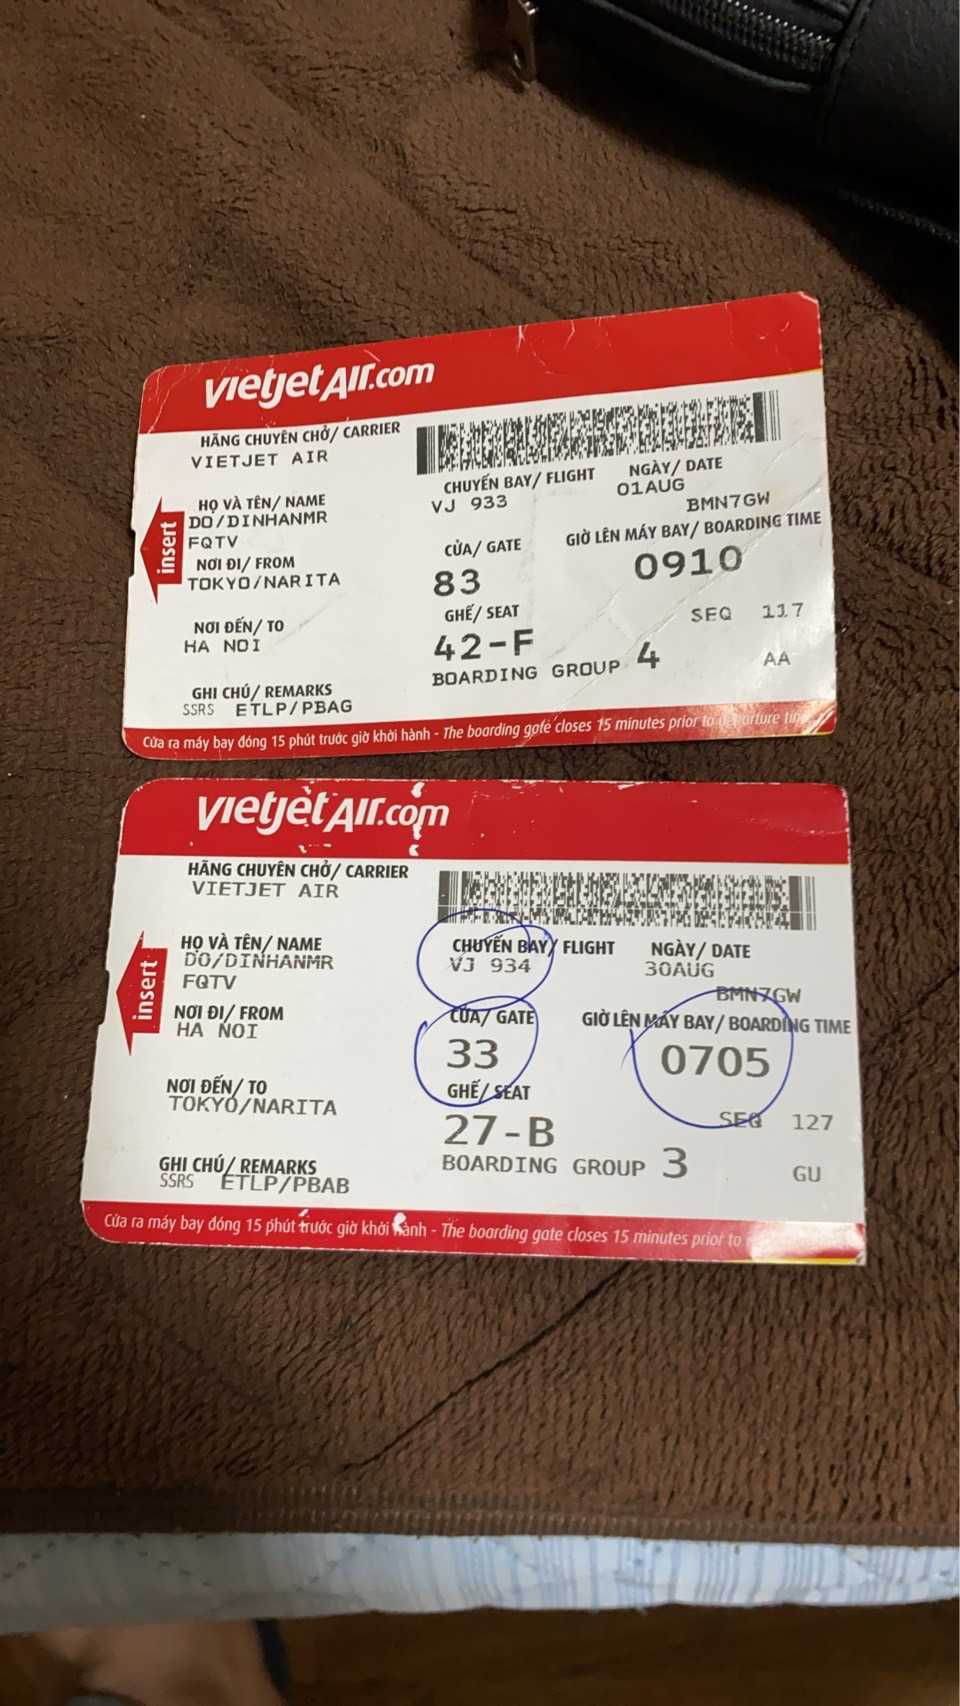 vietjetAir.com
HÃNG CHUYÊN CHỞ/ CARRIER
VIETJET AIR
HỌ VÀ TÊN/ NAME
DO/DINHANMR
FQTV
NƠI ĐI/ FROM
TOKYO/NARITA
NƠI ĐẾN/ TO
HA NOI
GHI CHÚ/ REMARKS
SSRS ETLP/PBAG
insert
CHUYẾN BAY/ FLIGHT
VJ 933
NGÀY/ DATE
01AUG
BMN7GW
CỬA/ GATE
83
GIỜ LÊN MÁY BAY/ BOARDING TIME
0910
GHẾ/ SEAT
42-F
SEQ 117
BOARDING GROUP 4
AA
Cửa ra máy bay đóng 15 phút trước giờ khởi hành - The boarding gate closes 15 minutes prior to departure time
vietjetAir.com
HÃNG CHUYÊN CHỞ/ CARRIER
VIETJET AIR
HỌ VÀ TÊN/ NAME
DO/DINHANMR
FQTV
NƠI ĐI/ FROM
HA NOI
NƠI ĐẾN/ TO
TOKYO/NARITA
GHI CHÚ/ REMARKS
SSRS ETLP/PBAB
insert
CHUYẾN BAY/ FLIGHT
VJ 934
NGÀY/ DATE
30AUG
BMN7GW
CỬA/ GATE
33
GIỜ LÊN MÁY BAY/ BOARDING TIME
0705
GHẾ/ SEAT
27-B
SEQ 127
BOARDING GROUP 3
GU
Cửa ra máy bay đóng 15 phút trước giờ khởi hành - The boarding gate closes 15 minutes prior to